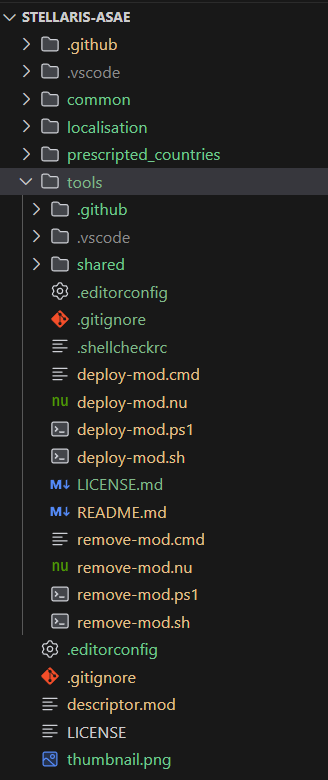 STELLARIS-ASAE
.github
.vscode
common
localisation
prescripted_countries
tools
.github
.vscode
shared
.editorconfig
.gitignore
.shellcheckrc
deploy-mod.cmd
nu deploy-mod.nu
deploy-mod.ps1
deploy-mod.sh
M↓ LICENSE.md
M↓ README.md
remove-mod.cmd
nu remove-mod.nu
remove-mod.ps1
remove-mod.sh
.editorconfig
.gitignore
descriptor.mod
LICENSE
thumbnail.png